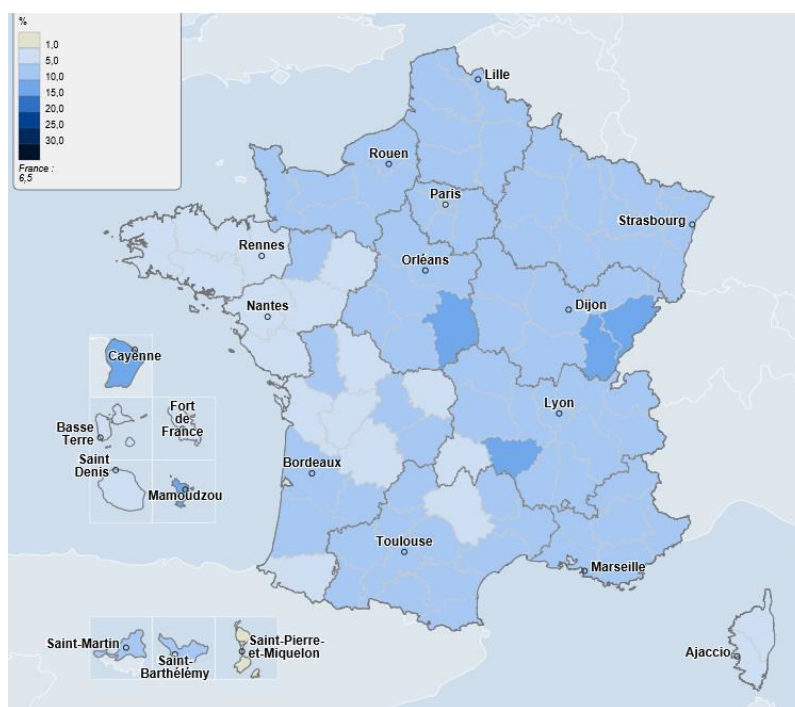 %
1,0
5,0
10,0
15,0
20,0
25,0
30,0
France :
6,5
Lille
Rouen
Paris
Strasbourg
Rennes
Orléans
Nantes
Dijon
Cayenne
Lyon
Basse
Terre
Fort
de
France
Saint
Denis
Mamoudzou
Bordeaux
Toulouse
Marseille
Saint-Martin
Saint-
Barthélémy
Saint-Pierre-
et-Miquelon
Ajaccio